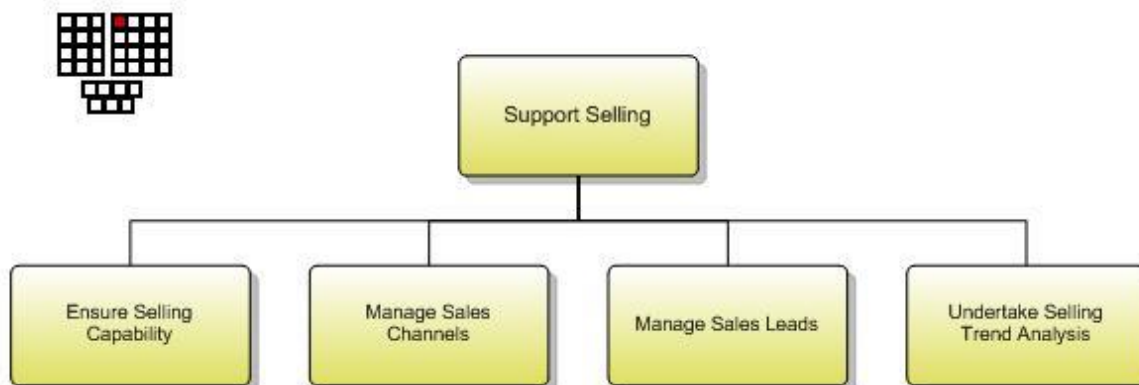 Support Selling
Ensure Selling
Capability
Manage Sales
Channels
Manage Sales Leads
Undertake Selling
Trend Analysis